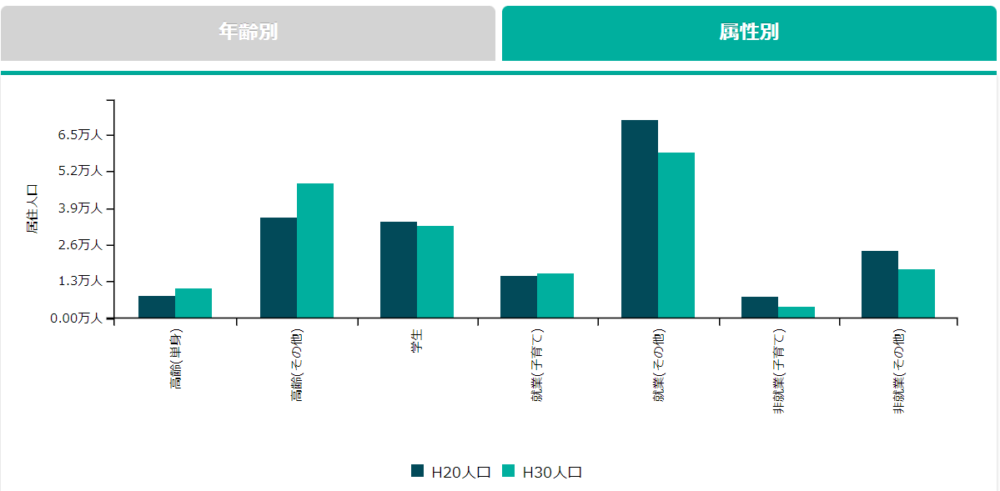 年齢別
属性別
居住人口
6.5万人
5.2万人
3.9万人
2.6万人
1.3万人
0.00万人
高齢(単身)
高齢(その他)
学生
就業(子育て)
就業(その他)
非就業(子育て)
非就業(その他)
H20人口
H30人口